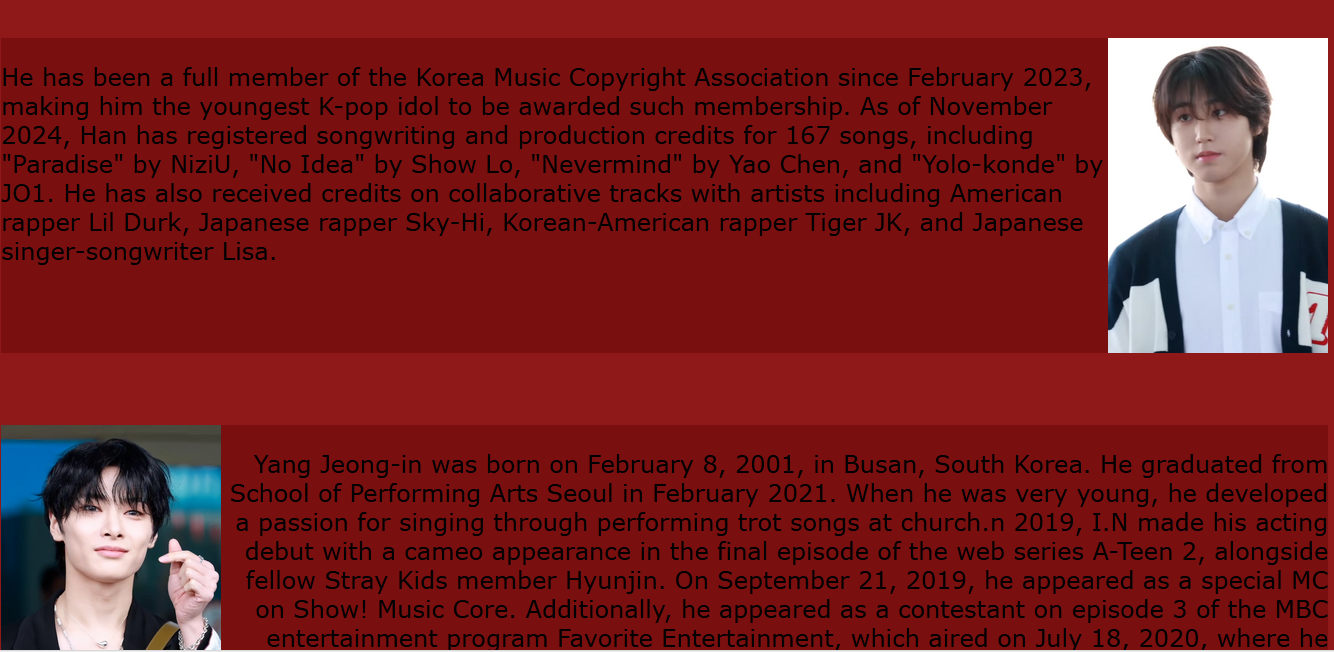 He has been a full member of the Korea Music Copyright Association since February 2023,
making him the youngest K-pop idol to be awarded such membership. As of November
2024, Han has registered songwriting and production credits for 167 songs, including
"Paradise" by NiziU, "No Idea" by Show Lo, "Nevermind" by Yao Chen, and "Yolo-konde" by
JO1. He has also received credits on collaborative tracks with artists including American
rapper Lil Durk, Japanese rapper Sky-Hi, Korean-American rapper Tiger JK, and Japanese
singer-songwriter Lisa.
Yang Jeong-in was born on February 8, 2001, in Busan, South Korea. He graduated from
School of Performing Arts Seoul in February 2021. When he was very young, he developed
a passion for singing through performing trot songs at church.n 2019, I.N made his acting
debut with a cameo appearance in the final episode of the web series A-Teen 2, alongside
fellow Stray Kids member Hyunjin. On September 21, 2019, he appeared as a special MC
on Show! Music Core. Additionally, he appeared as a contestant on episode 3 of the MBC
entertainment program Favorite Entertainment, which aired on July 18, 2020, where he